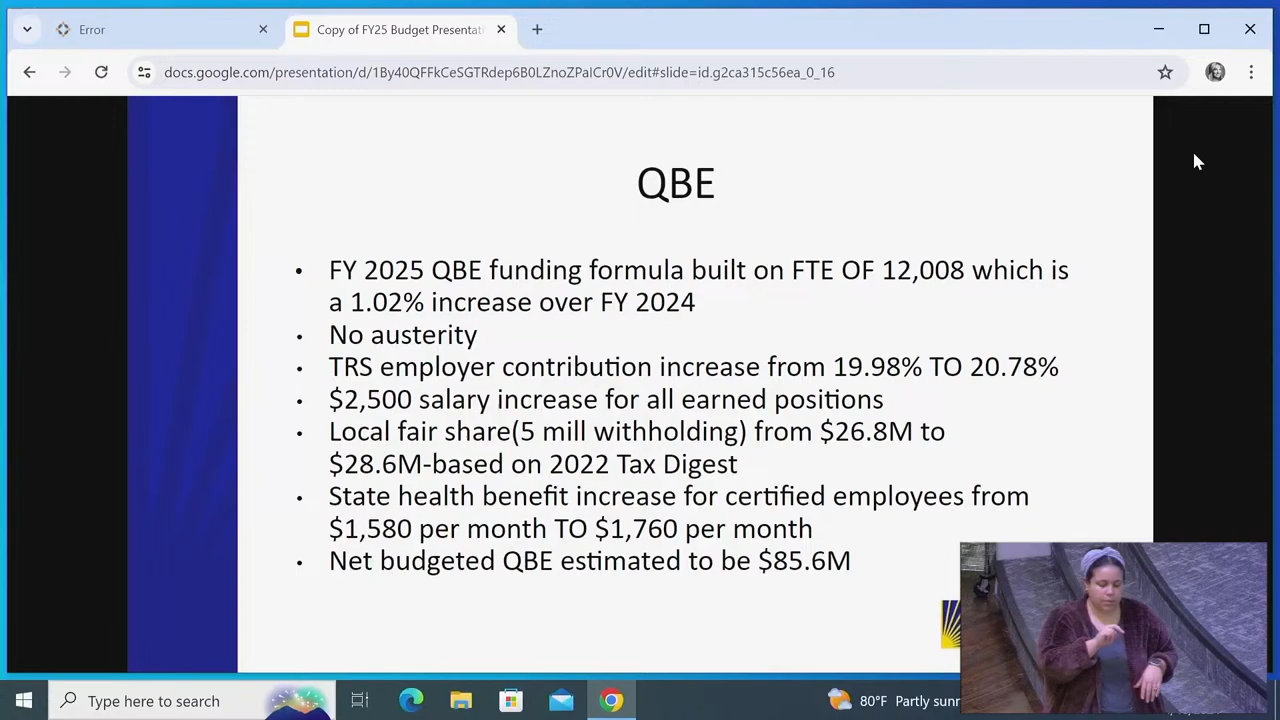 Error
Copy of FY25 Budget Presentati
docs.google.com/presentation/d/1By40QFFkCeSGTRdep6B0LZnoZPaICr0V/edit#slide=id.g2ca315c56ea_0_16
QBE
• FY 2025 QBE funding formula built on FTE OF 12,008 which is
a 1.02% increase over FY 2024
• No austerity
• TRS employer contribution increase from 19.98% TO 20.78%
• $2,500 salary increase for all earned positions
• Local fair share(5 mill withholding) from $26.8M to
$28.6M-based on 2022 Tax Digest
• State health benefit increase for certified employees from
$1,580 per month TO $1,760 per month
• Net budgeted QBE estimated to be $85.6M
Type here to search
80°F Partly sunn